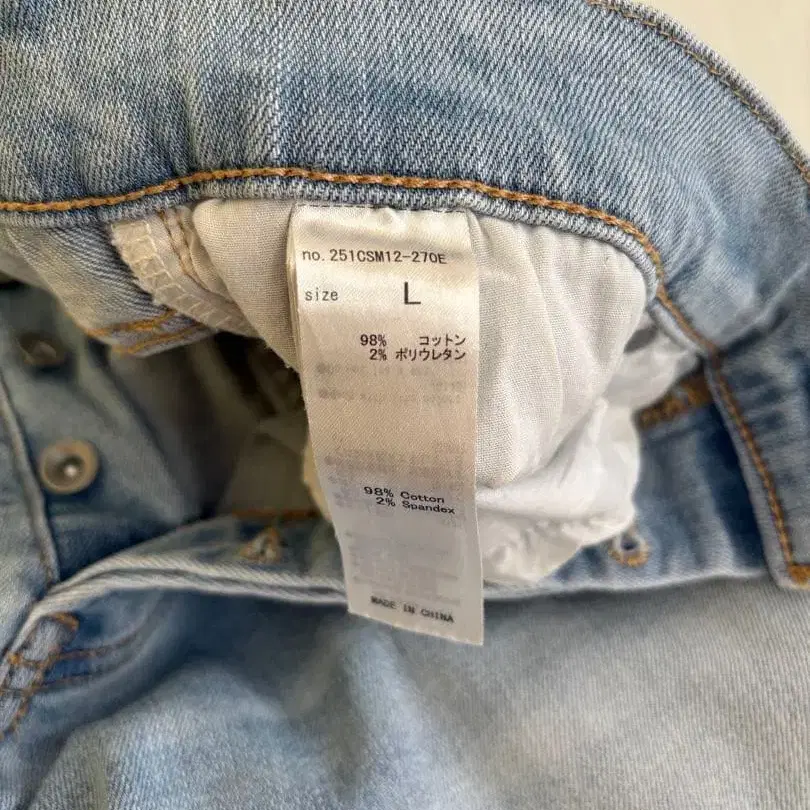 no.251CSM12-270E
size L
98% コットン
2% ポリウレタン
98% Cotton
2% Spandex
MADE IN CHINA